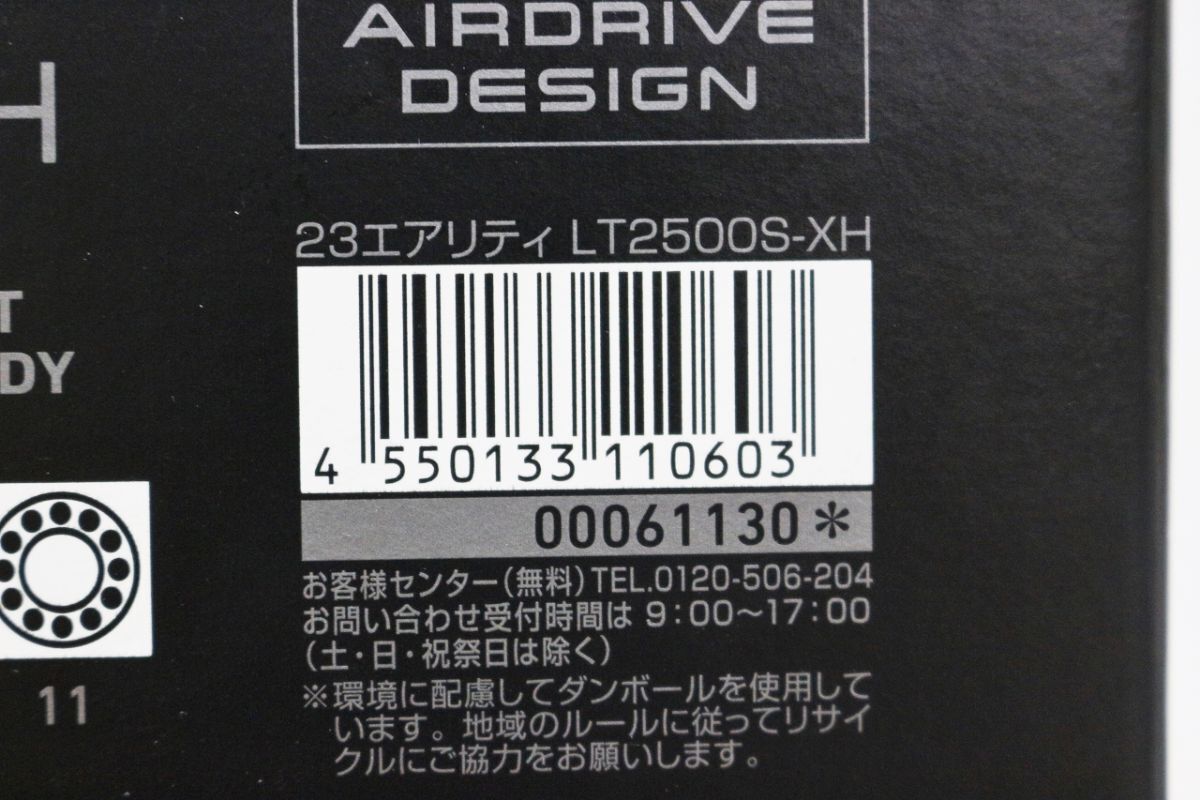 AIRDRIVE
DESIGN
H
23エアリティ LT2500S-XH
T
DY
4 550133 110603
00061130*
お客様センター(無料)TEL.0120-506-204
お問い合わせ受付時間は 9:00〜17:00
(土・日・祝祭日は除く)
11
※環境に配慮してダンボールを使用して
います。地域のルールに従ってリサイ
クルにご協力をお願いします。